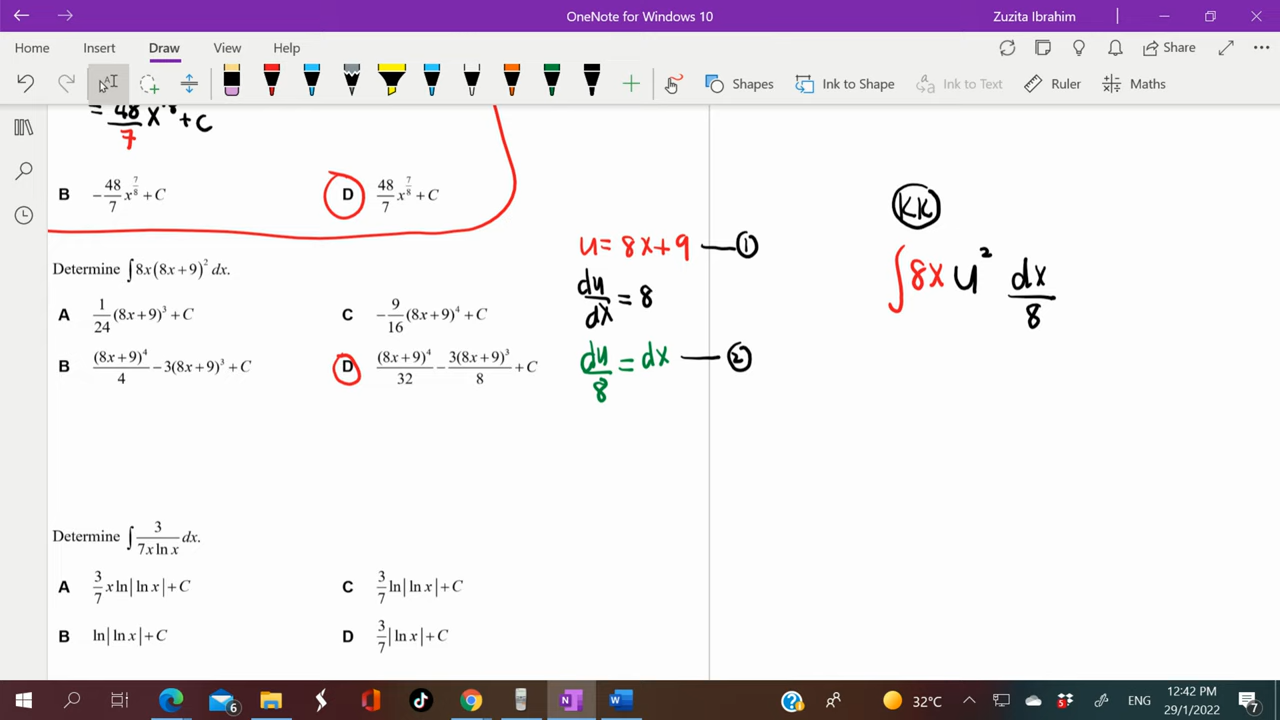 OneNote for Windows 10
Zuzita Ibrahim
Home Insert Draw View Help
Share
Shapes
Ink to Shape
Ink to Text
Ruler
Maths
= 48/7 x + C
B -48/7 x^(7/8) + C
D 48/7 x^(7/8) + C
Determine ∫8x(8x+9)² dx.
A 1/24 (8x+9)³ + C
C -9/16 (8x+9)⁴ + C
B (8x+9)⁴/4 - 3(8x+9)³ + C
D (8x+9)⁴/32 - 3(8x+9)³/8 + C
u = 8x+9 — ①
du/dx = 8
du/8 = dx — ②
KK
∫8x u² dx/8
Determine ∫ 3/(7x ln x) dx.
A 3/7 x ln|ln x| + C
C 3/7 ln|ln x| + C
B ln|ln x| + C
D 3/7 |ln x| + C
6
5
32°C
ENG
12:42 PM
29/1/2022
7